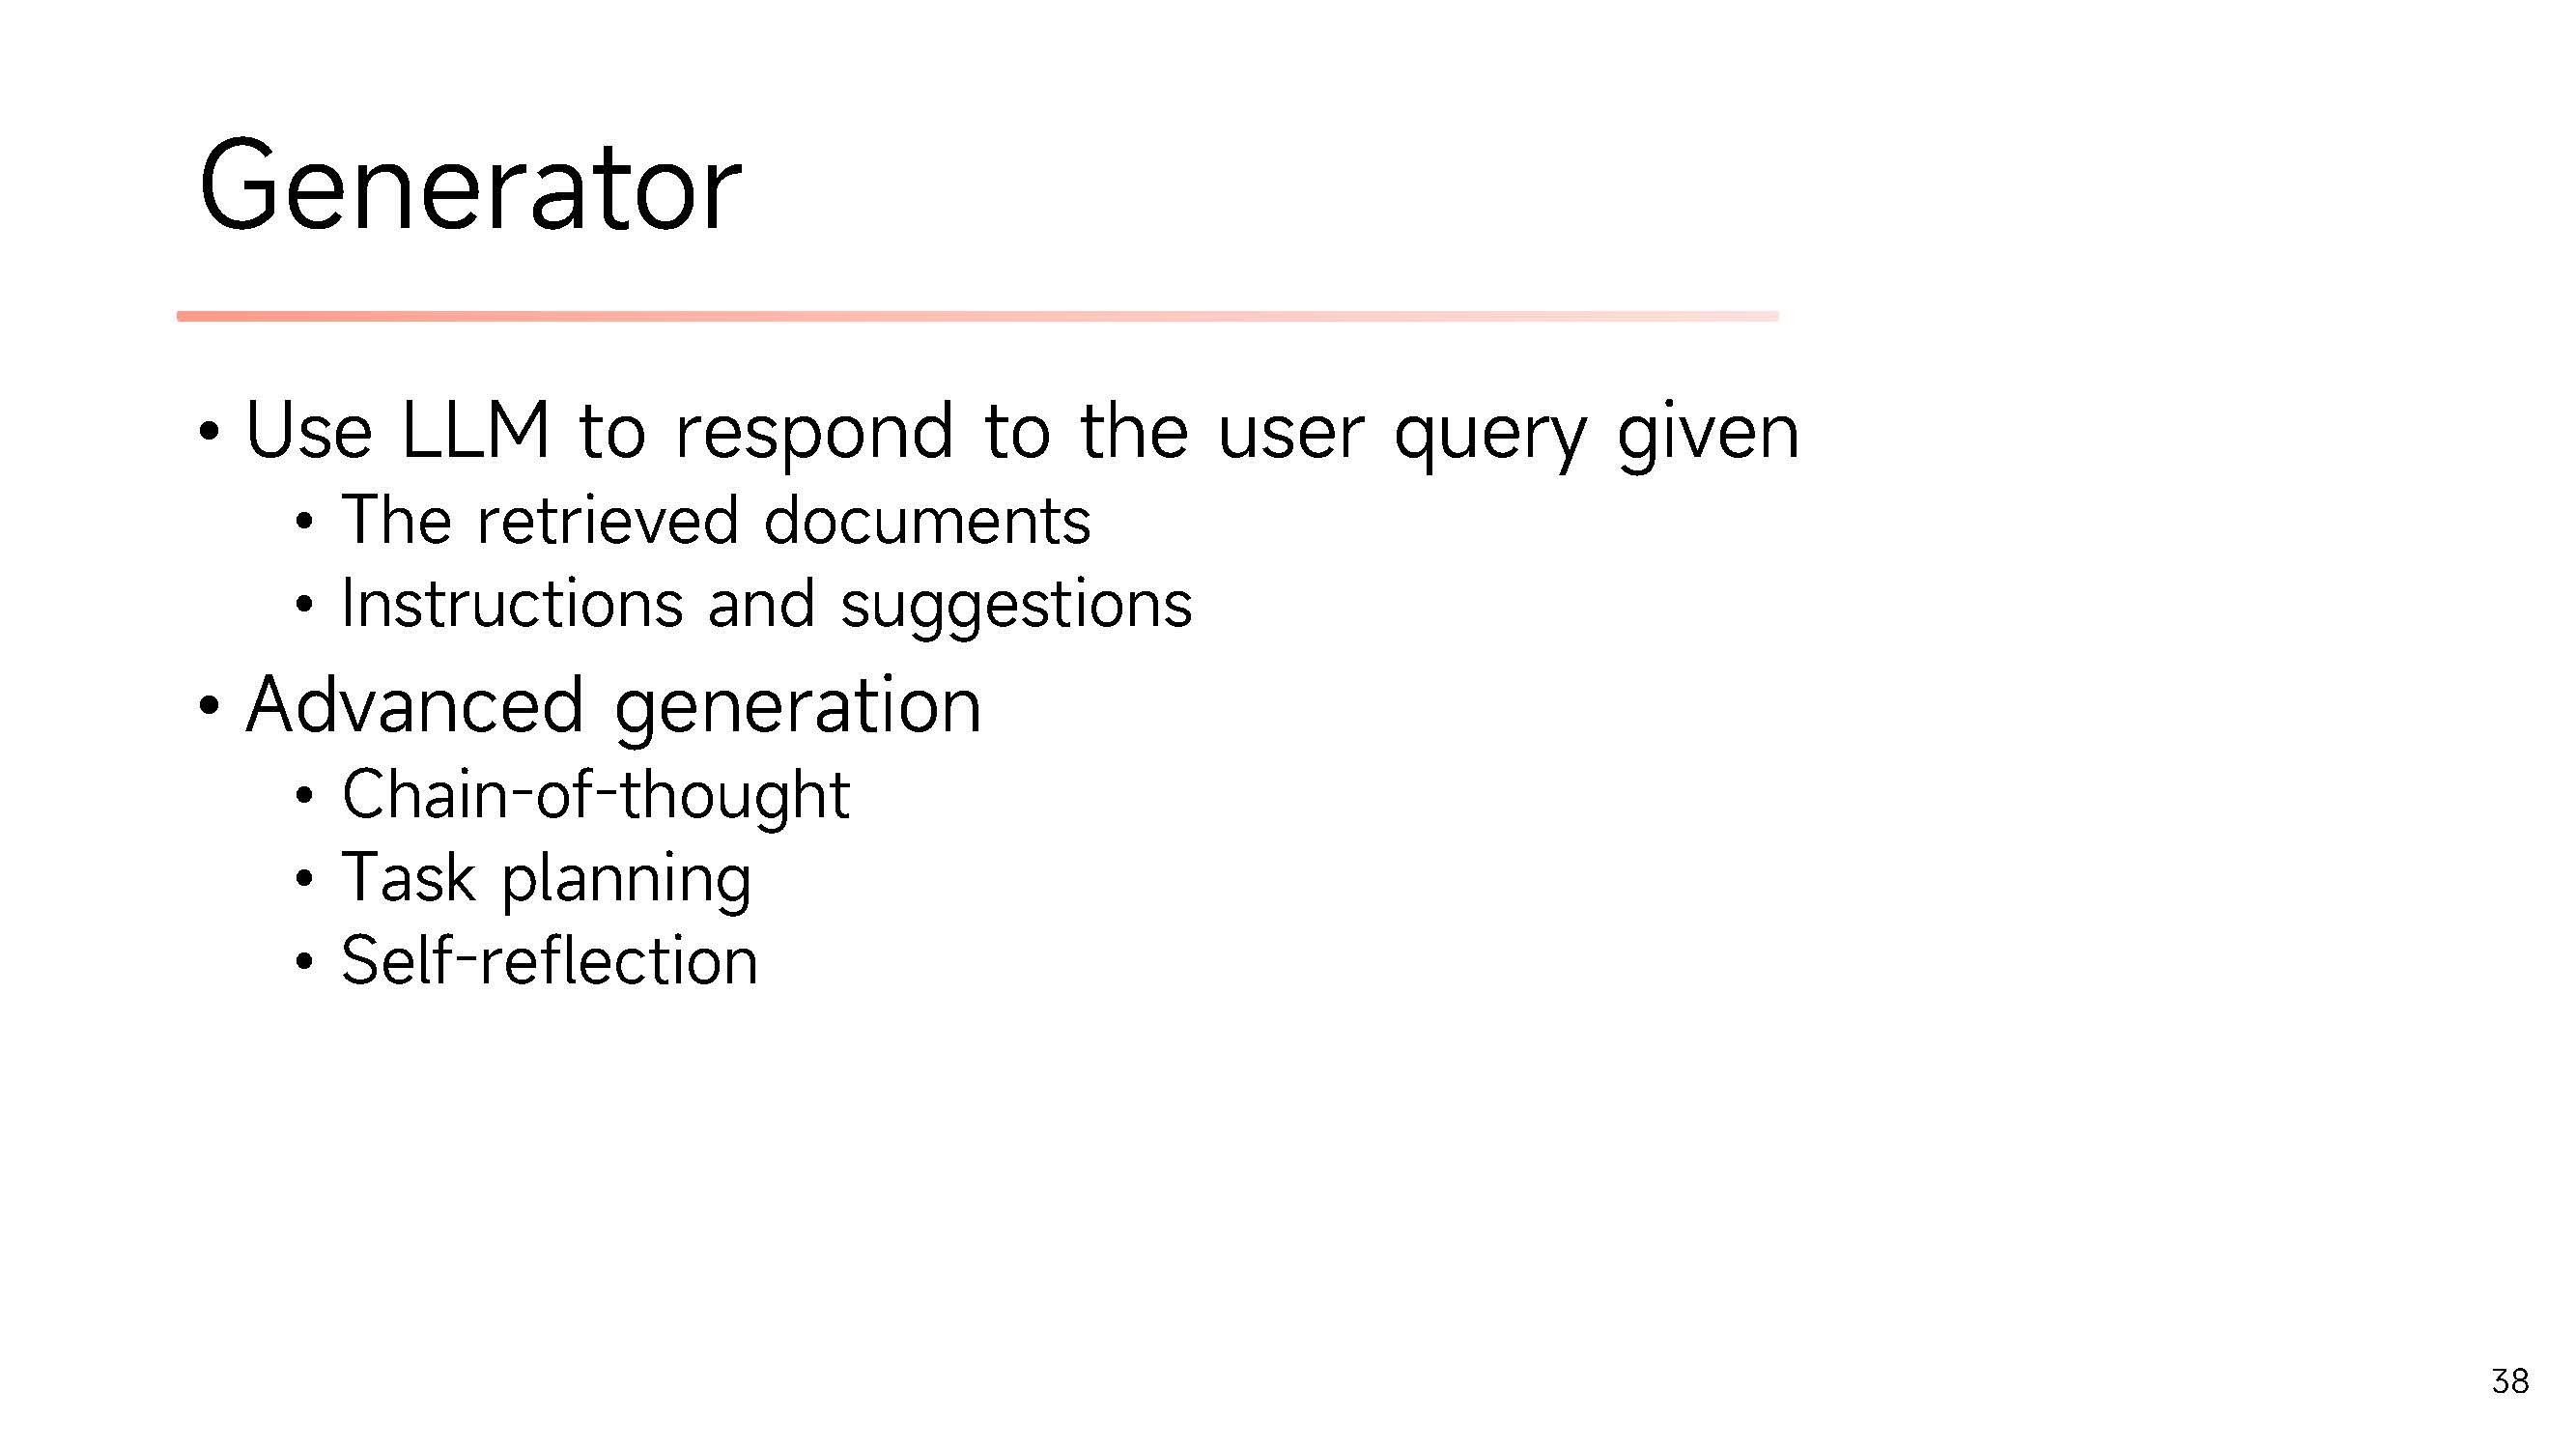 Generator
• Use LLM to respond to the user query given
• The retrieved documents
• Instructions and suggestions
• Advanced generation
• Chain-of-thought
• Task planning
• Self-reflection
38